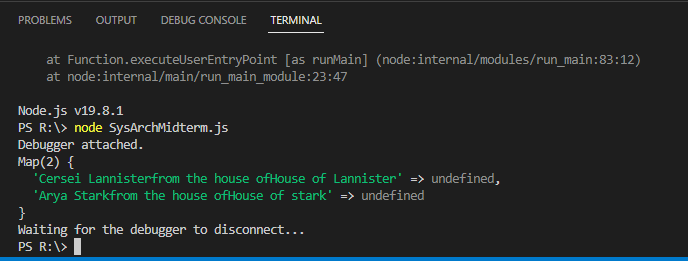 PROBLEMS OUTPUT DEBUG CONSOLE TERMINAL
at Function.executeUserEntryPoint [as runMain] (node:internal/modules/run_main:83:12)
at node:internal/main/run_main_module:23:47
Node.js v19.8.1
PS R:\> node SysArchMidterm.js
Debugger attached.
Map(2) {
'Cersei Lannisterfrom the house ofHouse of Lannister' => undefined,
'Arya Starkfrom the house ofHouse of stark' => undefined
}
Waiting for the debugger to disconnect...
PS R:\>